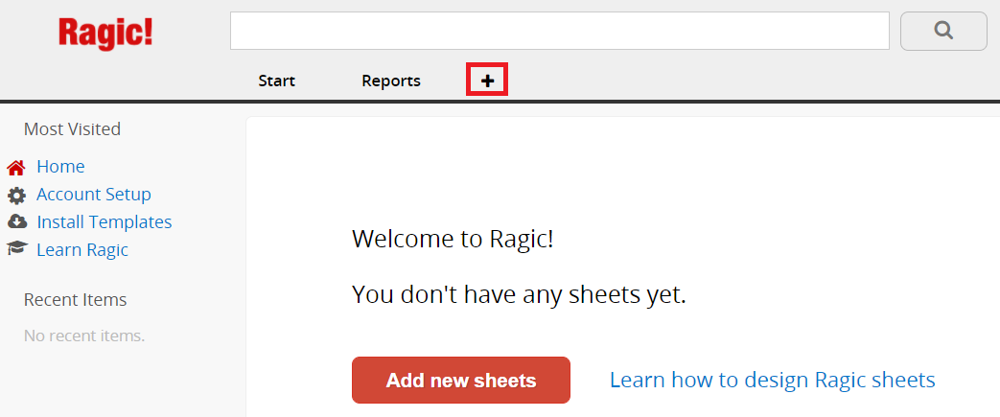 Ragic!
Start Reports +
Most Visited
Home
Account Setup
Install Templates
Learn Ragic
Recent Items
No recent items.
Welcome to Ragic!
You don't have any sheets yet.
Add new sheets Learn how to design Ragic sheets